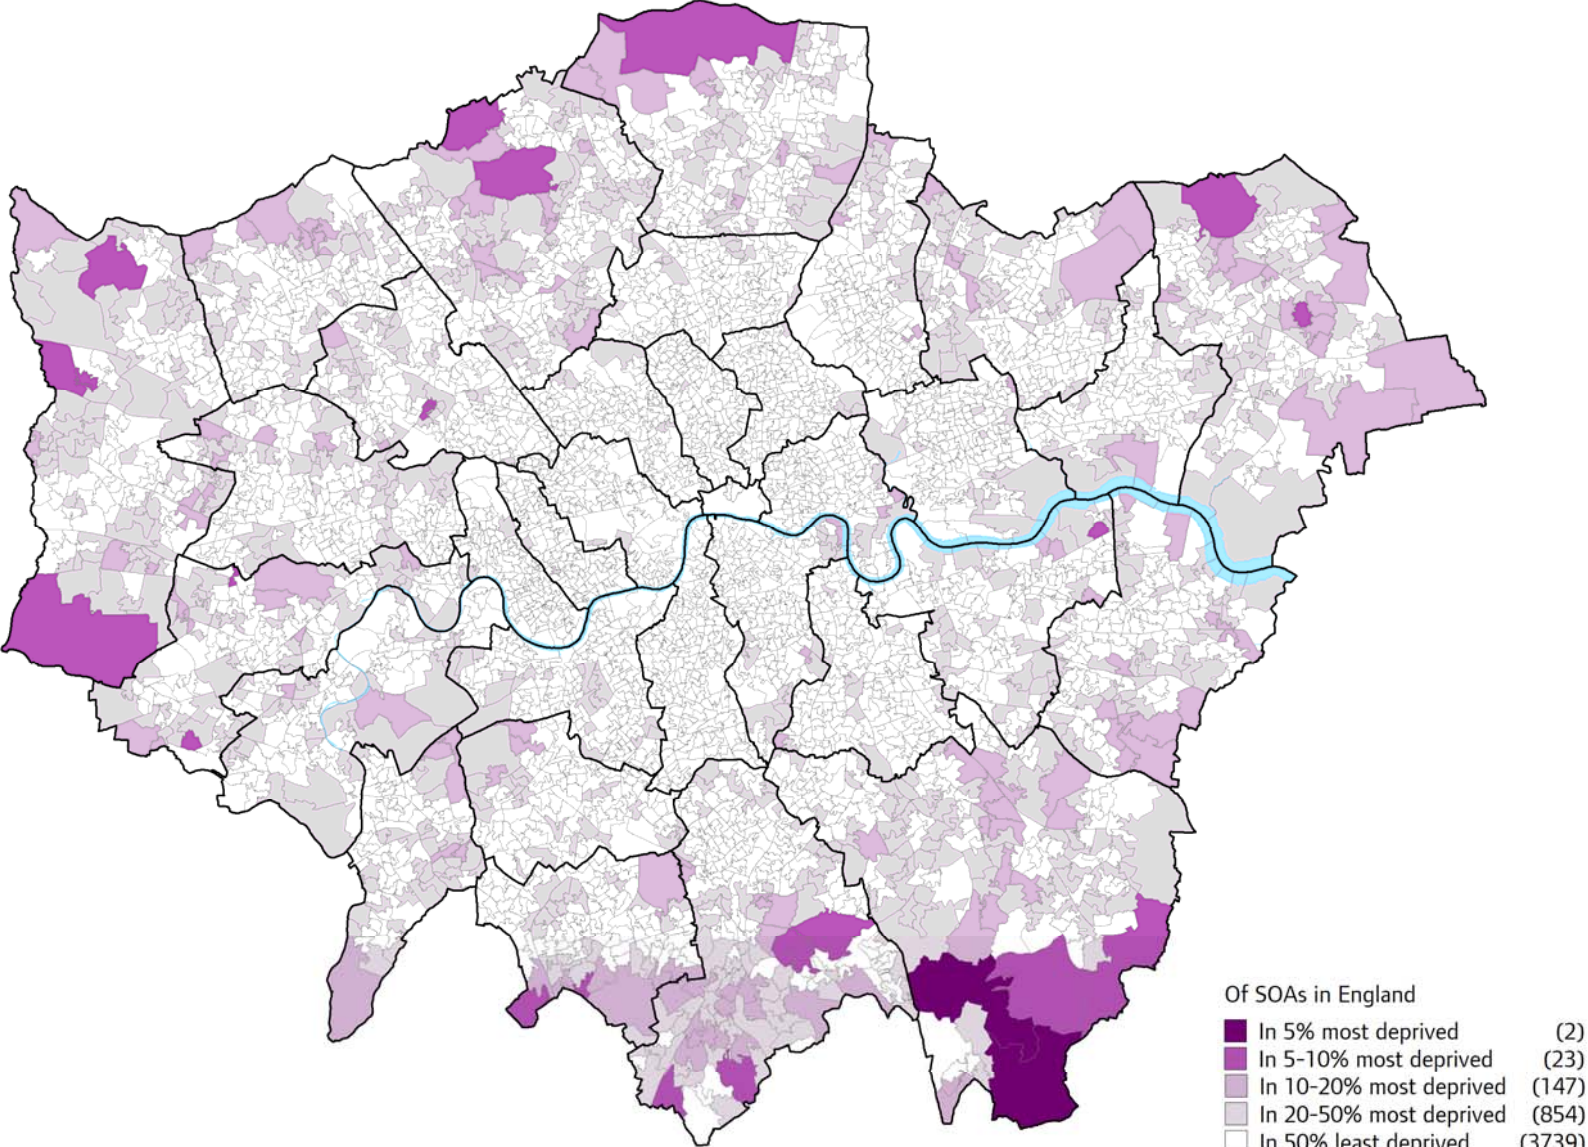 Of SOAs in England
In 5% most deprived (2)
In 5-10% most deprived (23)
In 10-20% most deprived (147)
In 20-50% most deprived (854)
In 50% least deprived (3739)